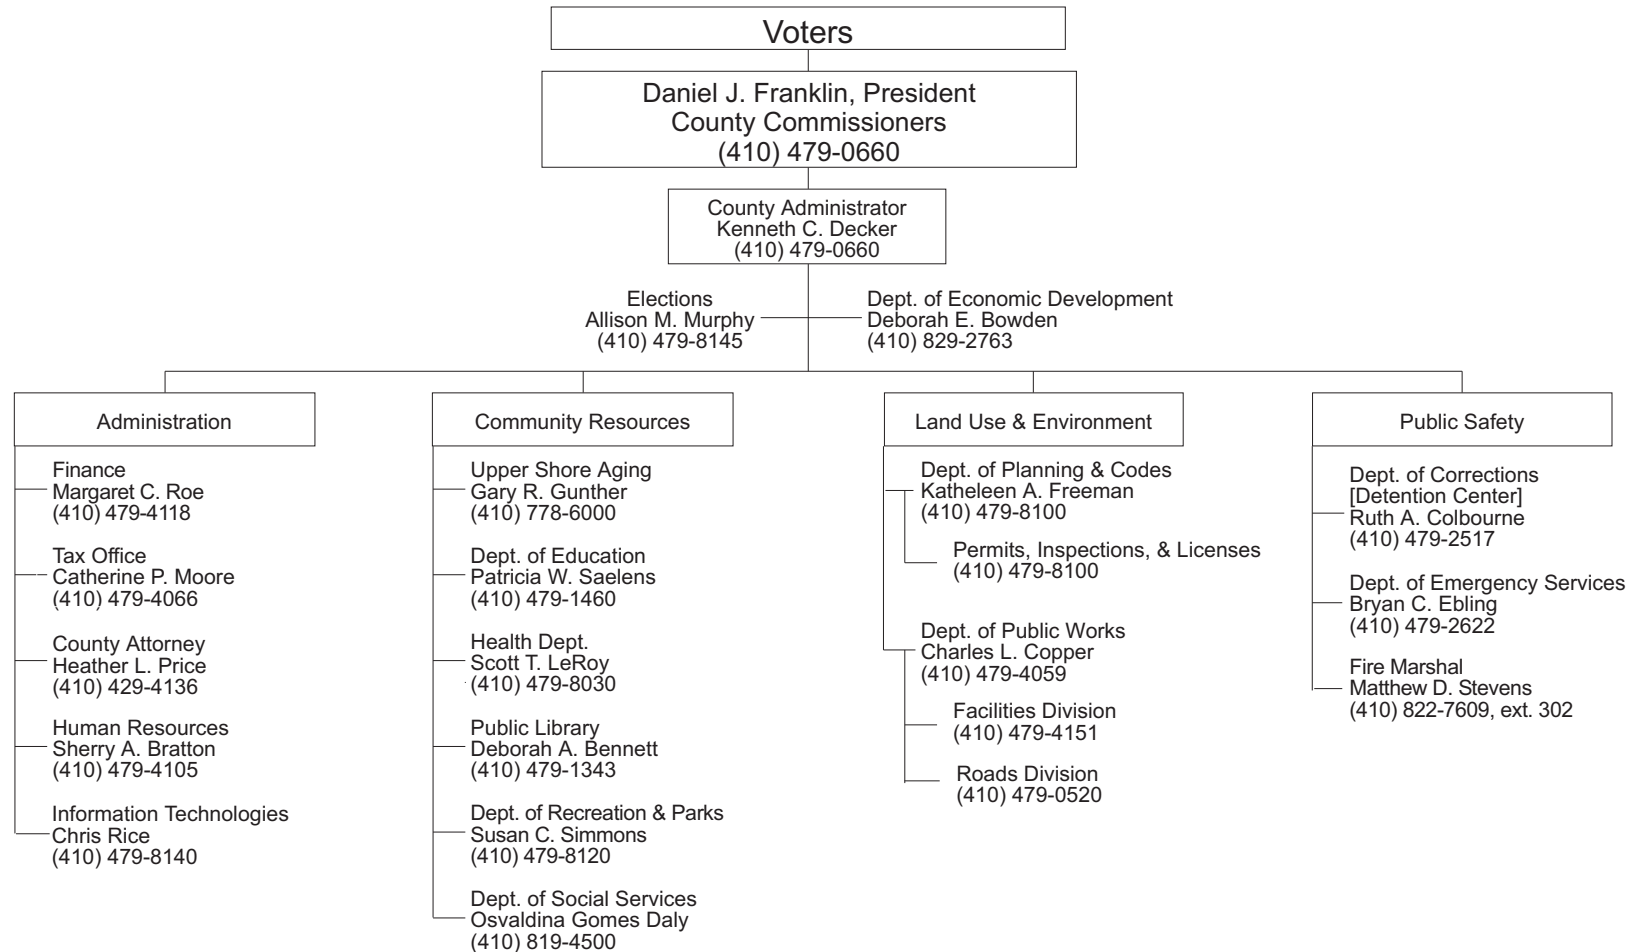 Voters
Daniel J. Franklin, President
County Commissioners
(410) 479-0660
County Administrator
Kenneth C. Decker
(410) 479-0660
Elections
Allison M. Murphy
(410) 479-8145
Dept. of Economic Development
Deborah E. Bowden
(410) 829-2763
Administration
Finance
Margaret C. Roe
(410) 479-4118
Tax Office
Catherine P. Moore
(410) 479-4066
County Attorney
Heather L. Price
(410) 429-4136
Human Resources
Sherry A. Bratton
(410) 479-4105
Information Technologies
Chris Rice
(410) 479-8140
Community Resources
Upper Shore Aging
Gary R. Gunther
(410) 778-6000
Dept. of Education
Patricia W. Saelens
(410) 479-1460
Health Dept.
Scott T. LeRoy
(410) 479-8030
Public Library
Deborah A. Bennett
(410) 479-1343
Dept. of Recreation & Parks
Susan C. Simmons
(410) 479-8120
Dept. of Social Services
Osvaldina Gomes Daly
(410) 819-4500
Land Use & Environment
Dept. of Planning & Codes
Katheleen A. Freeman
(410) 479-8100
Permits, Inspections, & Licenses
(410) 479-8100
Dept. of Public Works
Charles L. Copper
(410) 479-4059
Facilities Division
(410) 479-4151
Roads Division
(410) 479-0520
Public Safety
Dept. of Corrections
[Detention Center]
Ruth A. Colbourne
(410) 479-2517
Dept. of Emergency Services
Bryan C. Ebling
(410) 479-2622
Fire Marshal
Matthew D. Stevens
(410) 822-7609, ext. 302